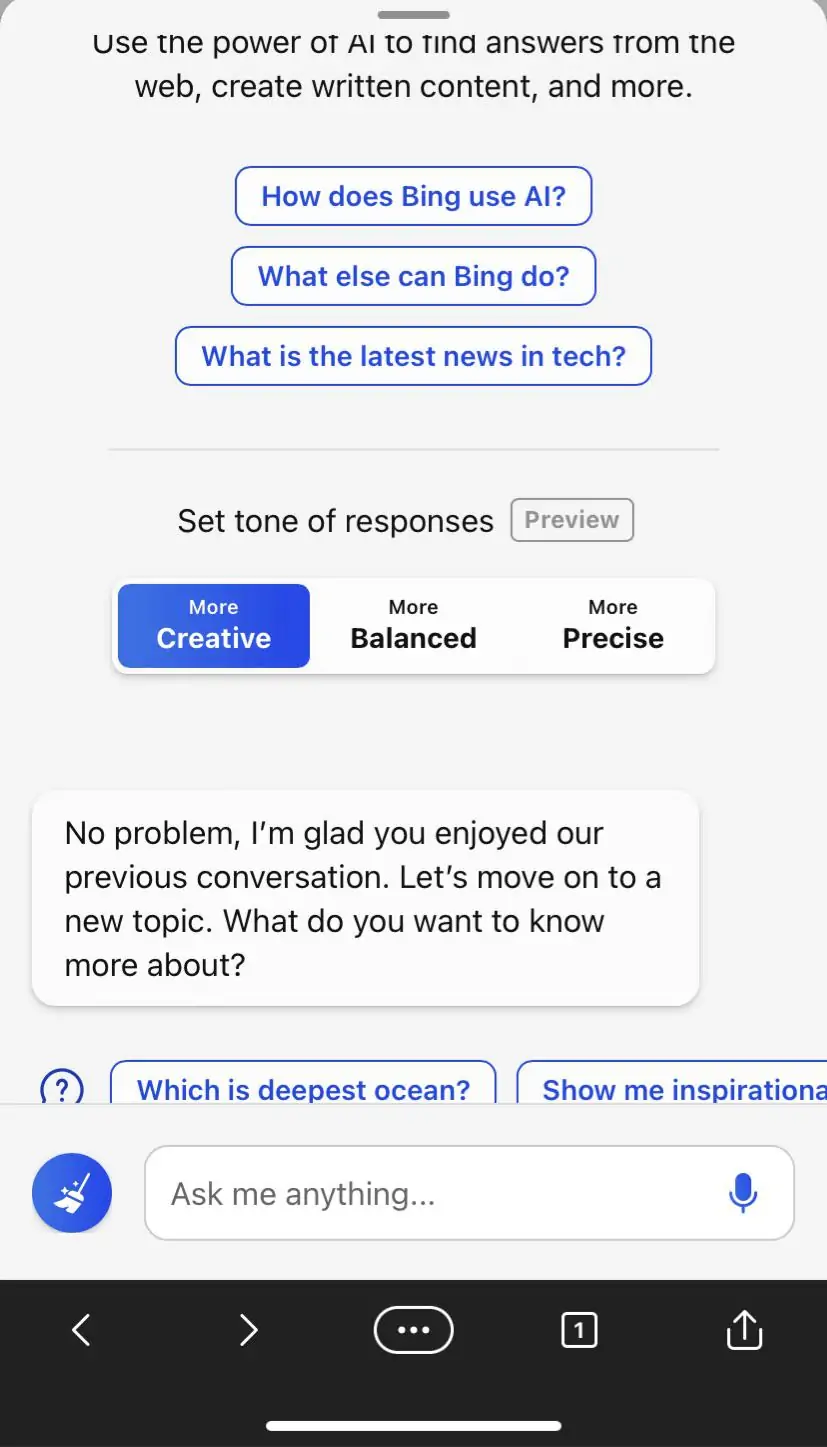 Use the power of AI to find answers from the
web, create written content, and more.
How does Bing use AI?
What else can Bing do?
What is the latest news in tech?
Set tone of responses Preview
More
Creative
More
Balanced
More
Precise
No problem, I’m glad you enjoyed our
previous conversation. Let’s move on to a
new topic. What do you want to know
more about?
Which is deepest ocean? Show me inspirationa
Ask me anything...
1